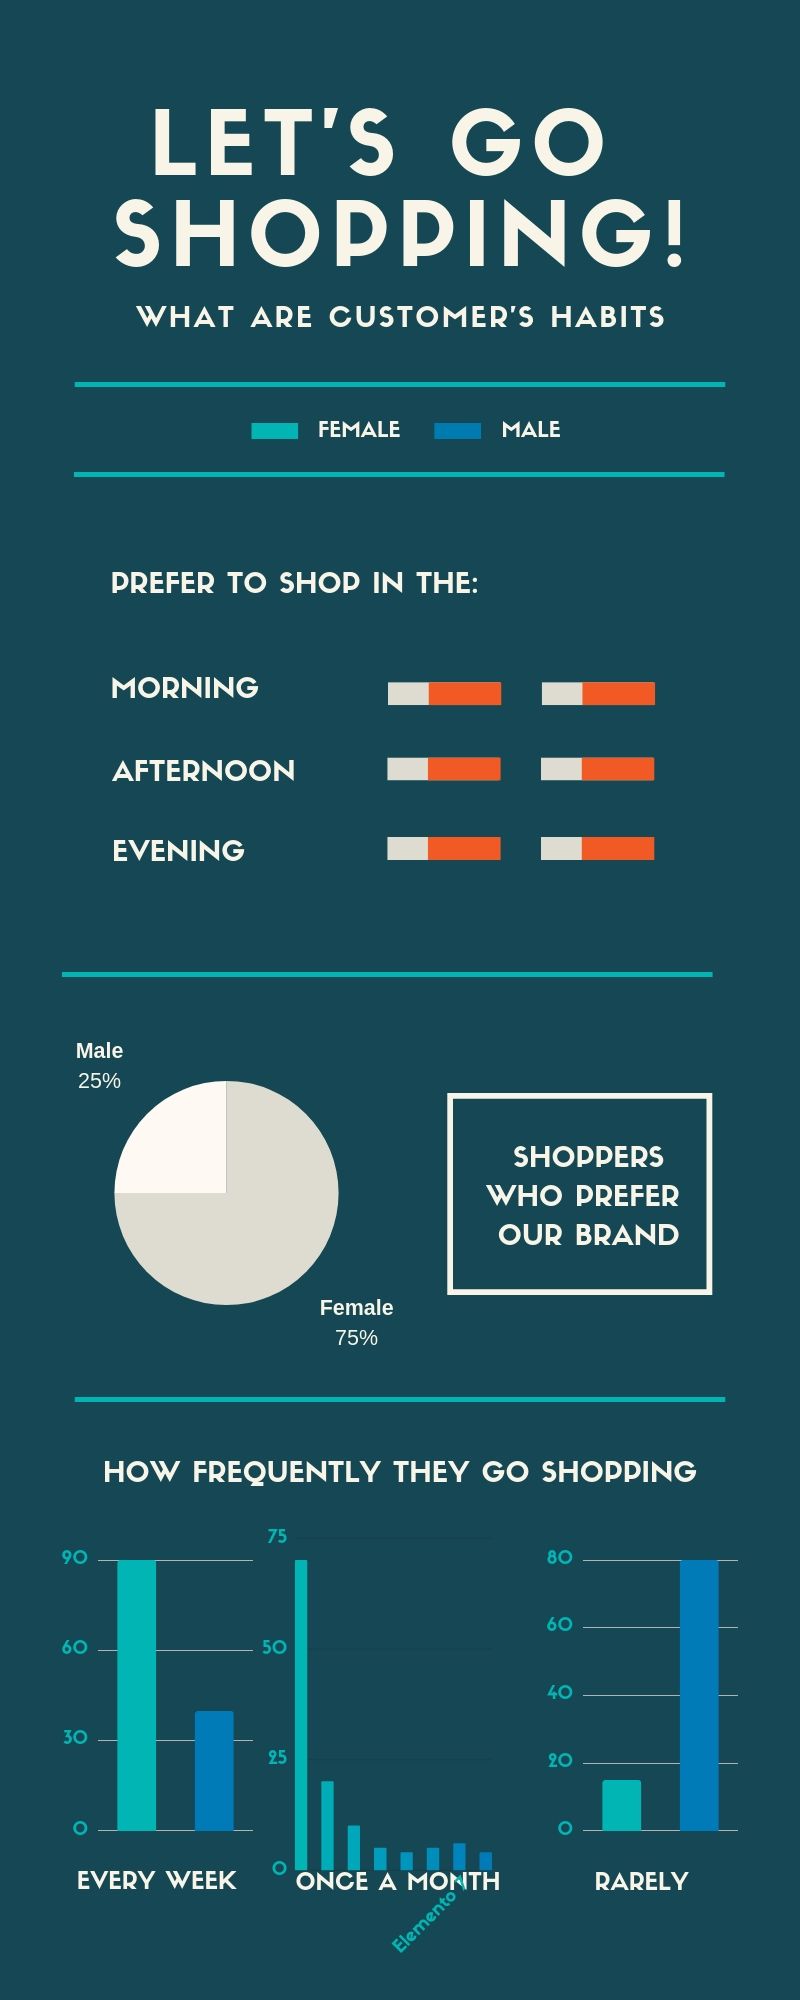 LET'S GO
SHOPPING!
WHAT ARE CUSTOMER'S HABITS
FEMALE MALE
PREFER TO SHOP IN THE:
MORNING
AFTERNOON
EVENING
Male
25%
SHOPPERS
WHO PREFER
OUR BRAND
Female
75%
HOW FREQUENTLY THEY GO SHOPPING
90
60
30
0
EVERY WEEK
75
50
25
0
ONCE A MONTH
Elemento
80
60
40
20
0
RARELY